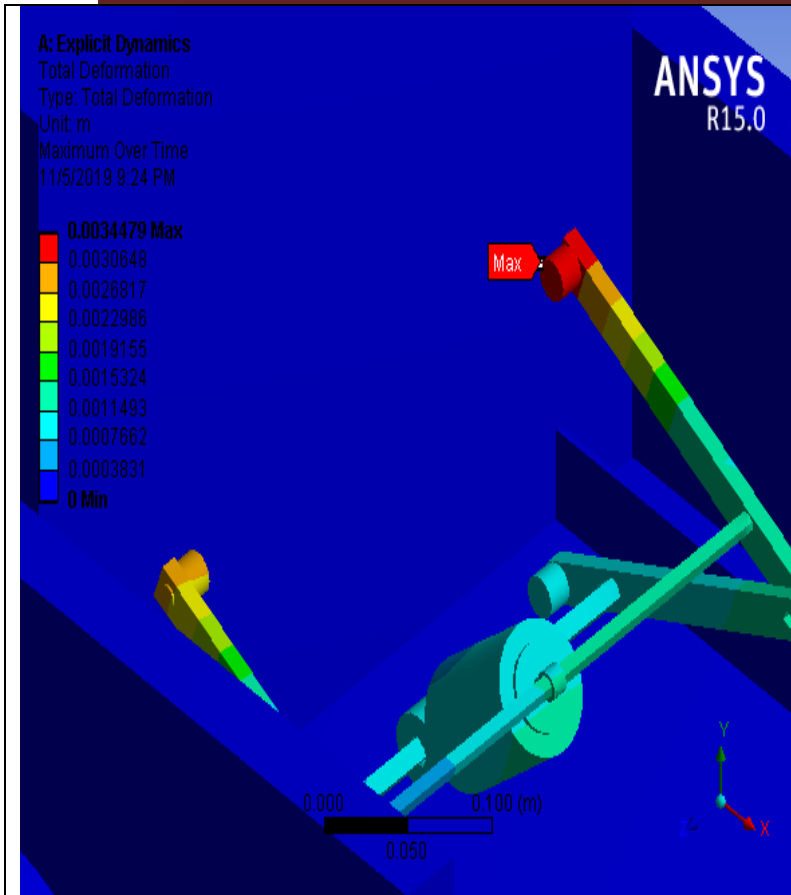 A: Explicit Dynamics
Total Deformation
Type: Total Deformation
Unit: m
Maximum Over Time
11/5/2019 9:24 PM
ANSYS
R15.0
0.0034479 Max
0.0030648
0.0026817
0.0022986
0.0019155
0.0015324
0.0011493
0.0007662
0.0003831
0 Min
Max
0.000
0.100 (m)
0.050
Y
X
Z